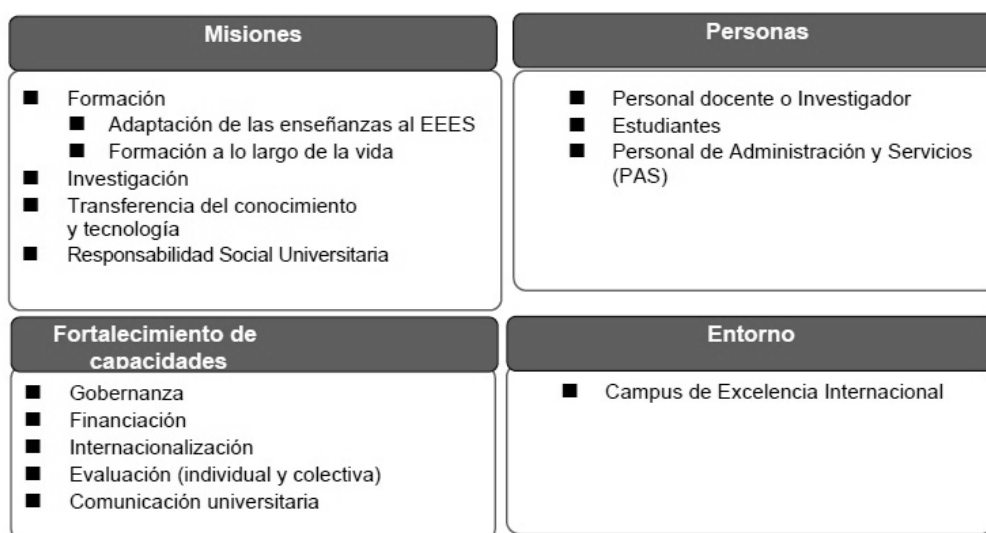 Misiones
Formación
Adaptación de las enseñanzas al EEES
Formación a lo largo de la vida
Investigación
Transferencia del conocimiento
y tecnología
Responsabilidad Social Universitaria
Personas
Personal docente o Investigador
Estudiantes
Personal de Administración y Servicios
(PAS)
Fortalecimiento de
capacidades
Gobernanza
Financiación
Internacionalización
Evaluación (individual y colectiva)
Comunicación universitaria
Entorno
Campus de Excelencia Internacional